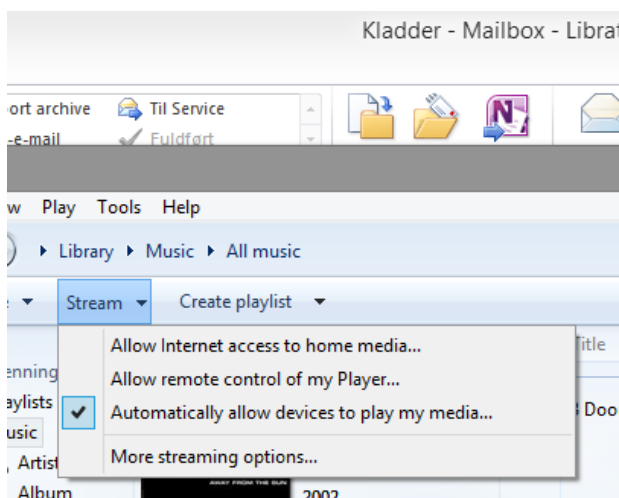 Kladder - Mailbox - Librat
ort archive Til Service
-e-mail Fuldført
w Play Tools Help
Library Music All music
Stream Create playlist
Allow Internet access to home media...
Title
enning
Allow remote control of my Player...
aylists
Automatically allow devices to play my media...
Doo
usic
Artist
More streaming options...
AWAY FROM THE SUN
Album
2002